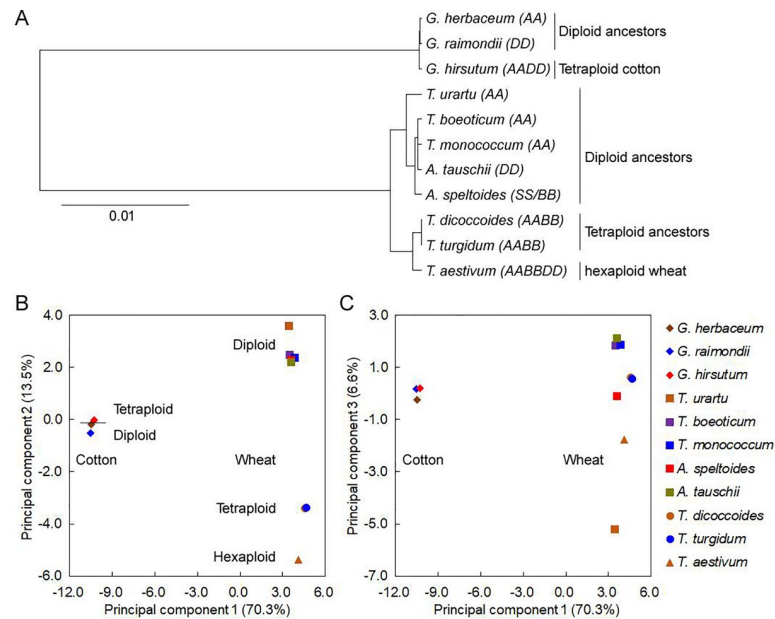 A
G. herbaceum (AA)
G. raimondii (DD)
Diploid ancestors
G. hirsutum (AADD)
Tetraploid cotton
T. urartu (AA)
T. boeoticum (AA)
T. monococcum (AA)
A. tauschii (DD)
A. speltoides (SS/BB)
Diploid ancestors
T. dicoccoides (AABB)
T. turgidum (AABB)
Tetraploid ancestors
T. aestivum (AABBDD)
hexaploid wheat
0.01
B
Principal component 2 (13.5%)
4.0
2.0
0.0
-2.0
-4.0
-6.0
Diploid
Tetraploid
Diploid
Cotton
Wheat
Tetraploid
Hexaploid
-12.0 -9.0 -6.0 -3.0 0.0 3.0 6.0
Principal component 1 (70.3%)
C
Principal component 3 (6.6%)
3.0
1.0
-1.0
-3.0
-5.0
-7.0
Cotton
Wheat
-12.0 -9.0 -6.0 -3.0 0.0 3.0 6.0
Principal component 1 (70.3%)
G. herbaceum
G. raimondii
G. hirsutum
T. urartu
T. boeoticum
T. monococcum
A. speltoides
A. tauschii
T. dicoccoides
T. turgidum
T. aestivum